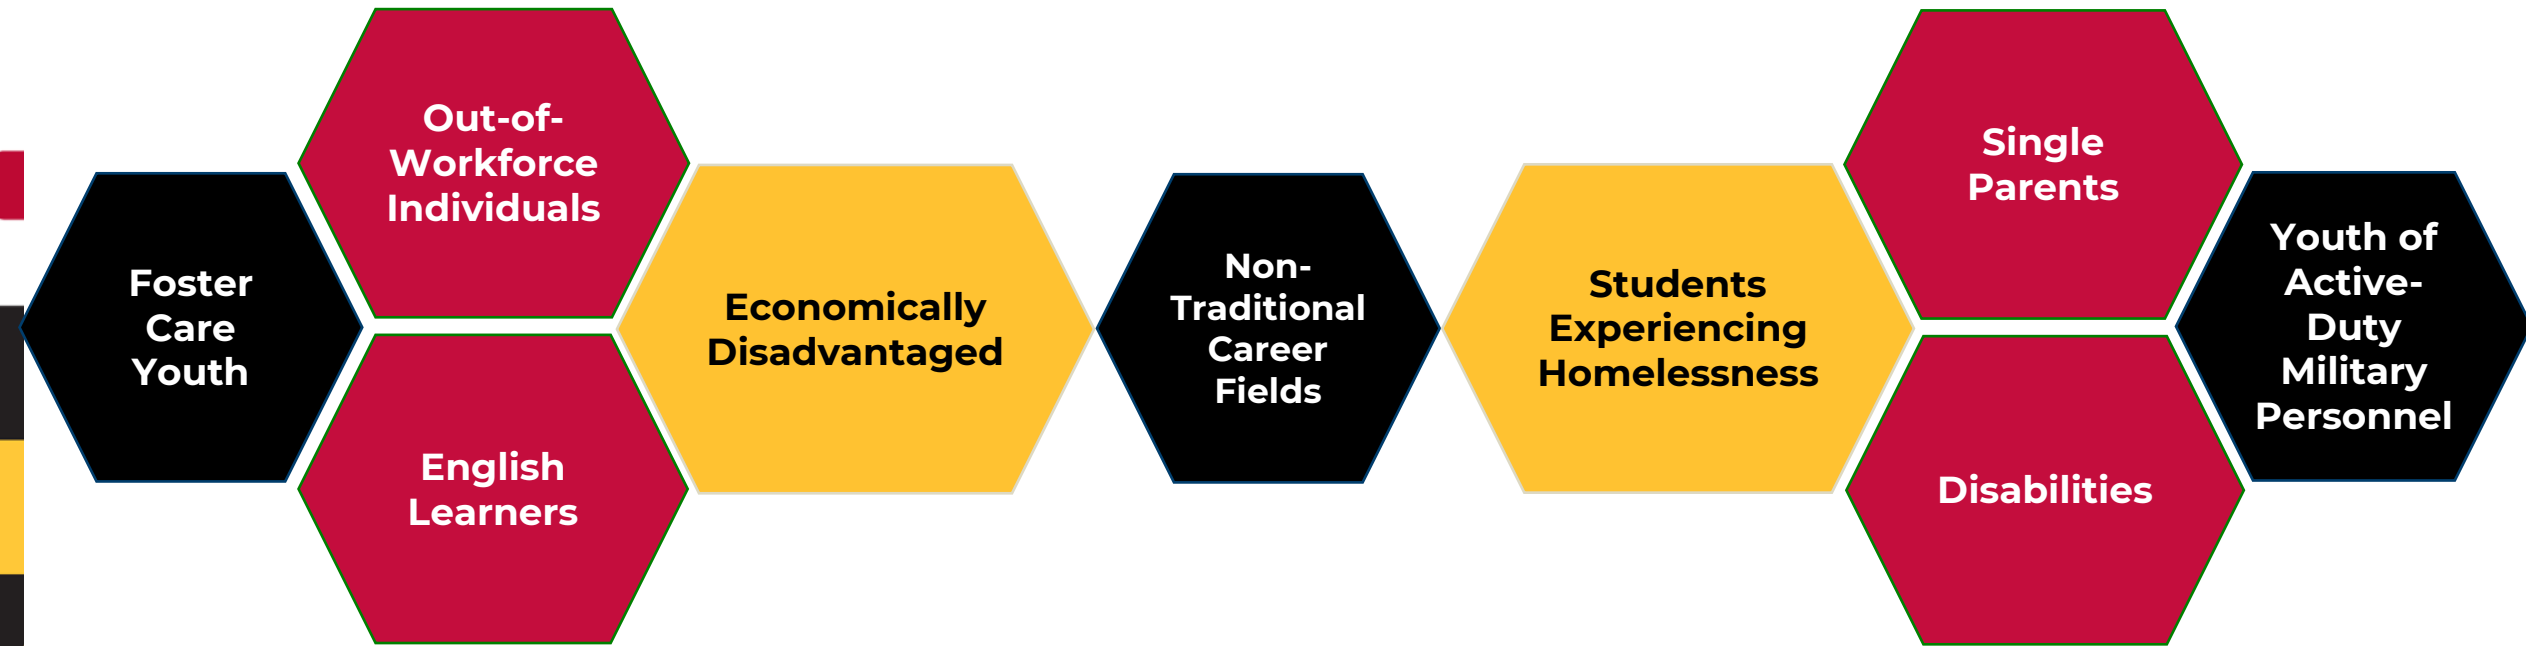 Foster
Care
Youth
Out-of-
Workforce
Individuals
English
Learners
Economically
Disadvantaged
Non-
Traditional
Career
Fields
Students
Experiencing
Homelessness
Single
Parents
Disabilities
Youth of
Active-
Duty
Military
Personnel